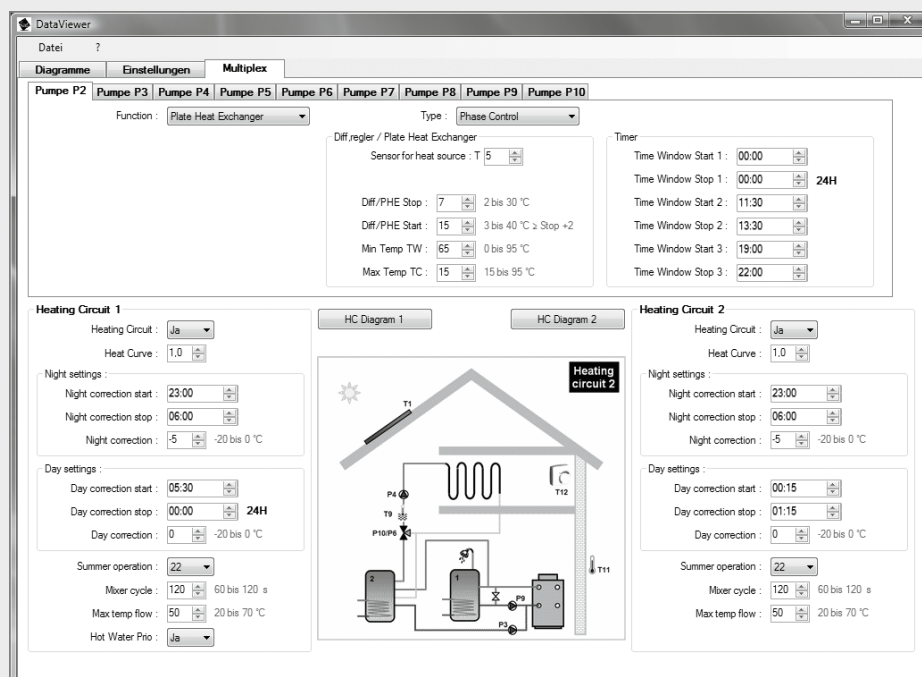 DataViewer
Datei ?
Diagramme Einstellungen Multiplex
Pumpe P2 Pumpe P3 Pumpe P4 Pumpe P5 Pumpe P6 Pumpe P7 Pumpe P8 Pumpe P9 Pumpe P10
Function : Plate Heat Exchanger Type : Phase Control
Diff,regler / Plate Heat Exchanger
Sensor for heat source : T 5
Diff/PHE Stop : 7 2 bis 30 °C
Diff/PHE Start : 15 3 bis 40 °C ≥ Stop +2
Min Temp TW : 65 0 bis 95 °C
Max Temp TC : 15 15 bis 95 °C
Timer
Time Window Start 1 : 00:00
Time Window Stop 1 : 00:00 24H
Time Window Start 2 : 11:30
Time Window Stop 2 : 13:30
Time Window Start 3 : 19:00
Time Window Stop 3 : 22:00
Heating Circuit 1
Heating Circuit : Ja
Heat Curve : 1,0
Night settings :
Night correction start : 23:00
Night correction stop : 06:00
Night correction : -5 -20 bis 0 °C
Day settings :
Day correction start : 05:30
Day correction stop : 00:00 24H
Day correction : 0 -20 bis 0 °C
Summer operation : 22
Mixer cycle : 120 60 bis 120 s
Max temp flow : 50 20 bis 70 °C
Hot Water Prio : Ja
HC Diagram 1 HC Diagram 2
Heating
circuit 2
T1
T12
P4
T9
P10/P6
T11
2
1
P9
P3
Heating Circuit 2
Heating Circuit : Ja
Heat Curve : 1,0
Night settings :
Night correction start : 23:00
Night correction stop : 06:00
Night correction : -5 -20 bis 0 °C
Day settings :
Day correction start : 00:15
Day correction stop : 01:15
Day correction : 0 -20 bis 0 °C
Summer operation : 22
Mixer cycle : 120 60 bis 120 s
Max temp flow : 50 20 bis 70 °C